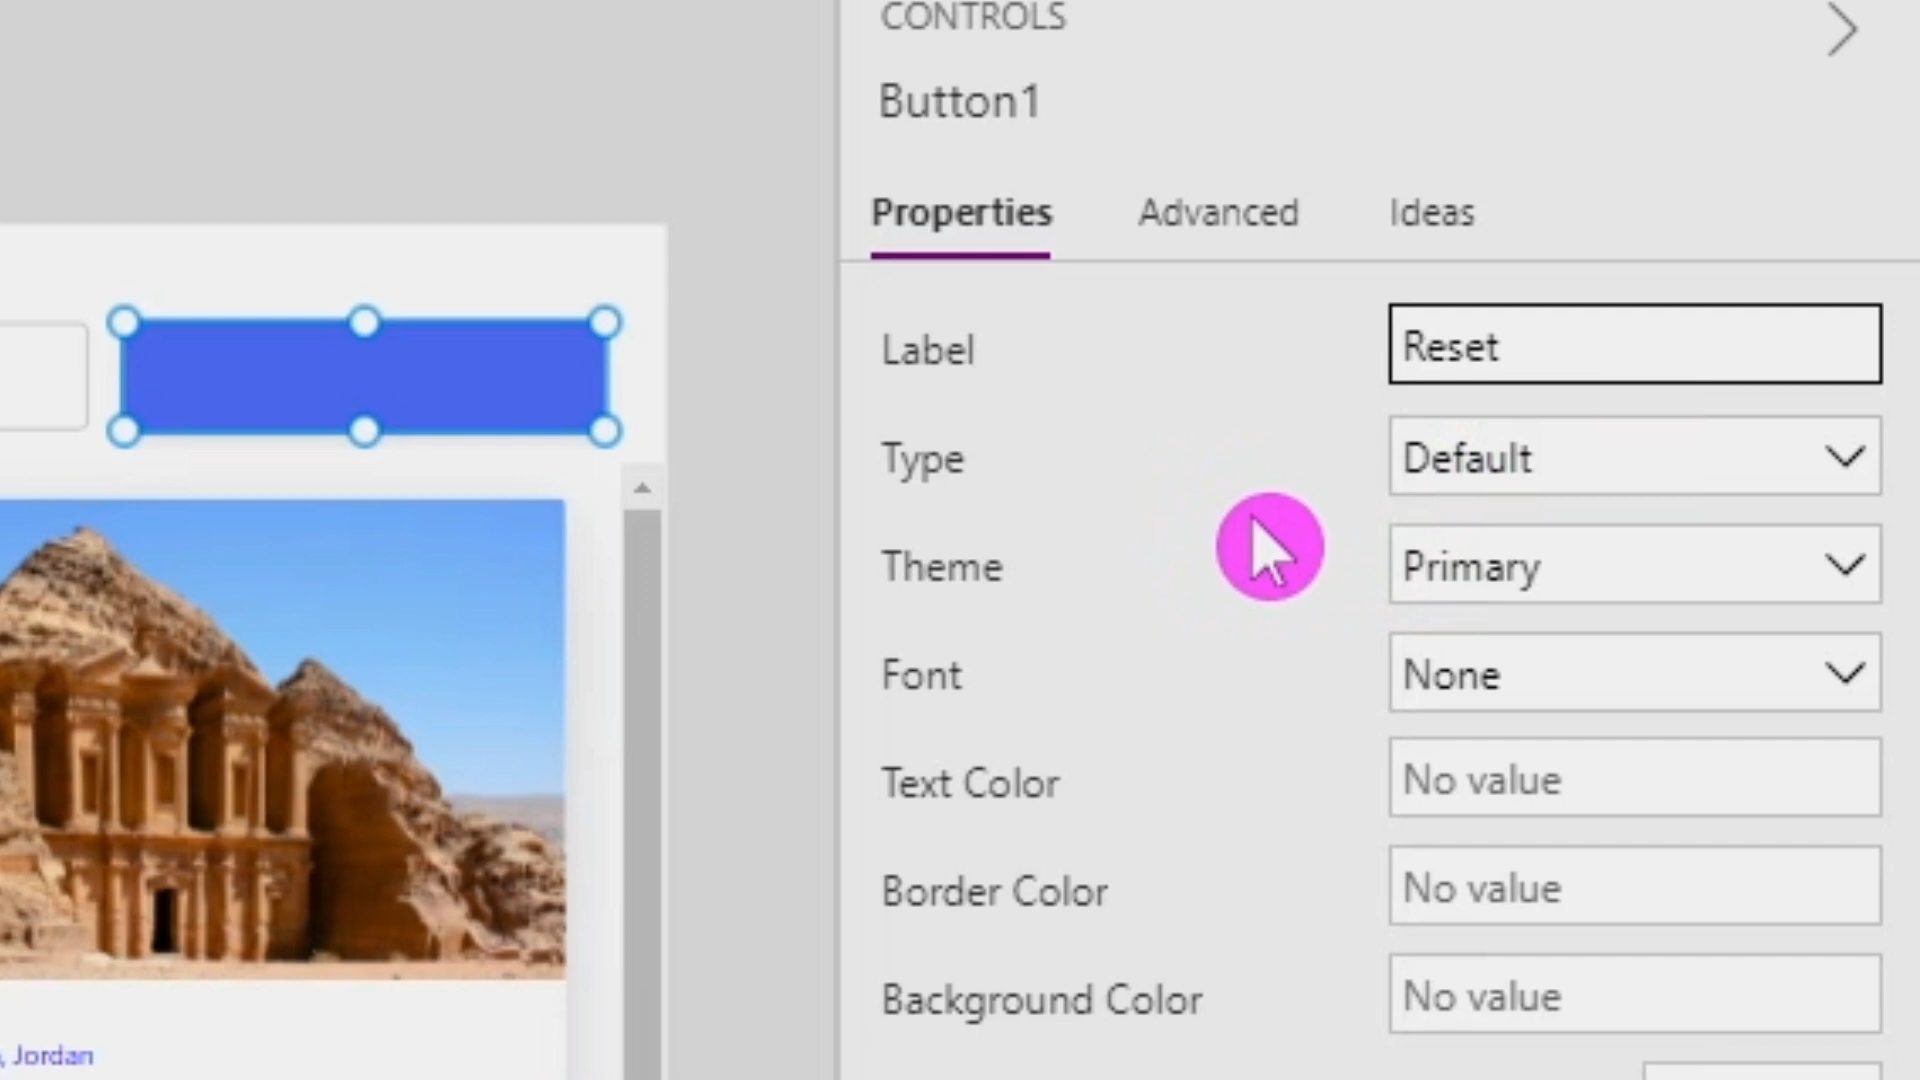 CONTROLS
Button1
Properties Advanced Ideas
Label Reset
Type Default
Theme Primary
Font None
Text Color No value
Border Color No value
Background Color No value
, Jordan